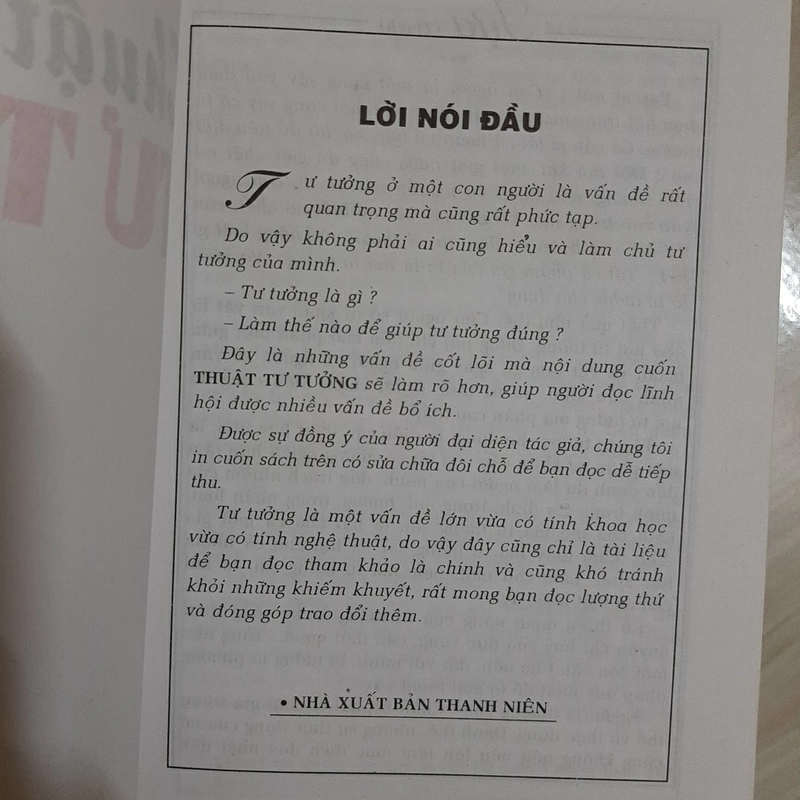 LỜI NÓI ĐẦU
Tư tưởng ở một con người là vấn đề rất
quan trọng mà cũng rất phức tạp.
Do vậy không phải ai cũng hiểu và làm chủ tư
tưởng của mình.
– Tư tưởng là gì ?
– Làm thế nào để giúp tư tưởng đúng ?
Đây là những vấn đề cốt lõi mà nội dung cuốn
THUẬT TƯ TƯỞNG sẽ làm rõ hơn, giúp người đọc lĩnh
hội được nhiều vấn đề bổ ích.
Được sự đồng ý của người đại diện tác giả, chúng tôi
in cuốn sách trên có sửa chữa đôi chỗ để bạn đọc dễ tiếp
thu.
Tư tưởng là một vấn đề lớn vừa có tính khoa học
vừa có tính nghệ thuật, do vậy đây cũng chỉ là tài liệu
để bạn đọc tham khảo là chính và cũng khó tránh
khỏi những khiếm khuyết, rất mong bạn đọc lượng thứ
và đóng góp trao đổi thêm.
• NHÀ XUẤT BẢN THANH NIÊN